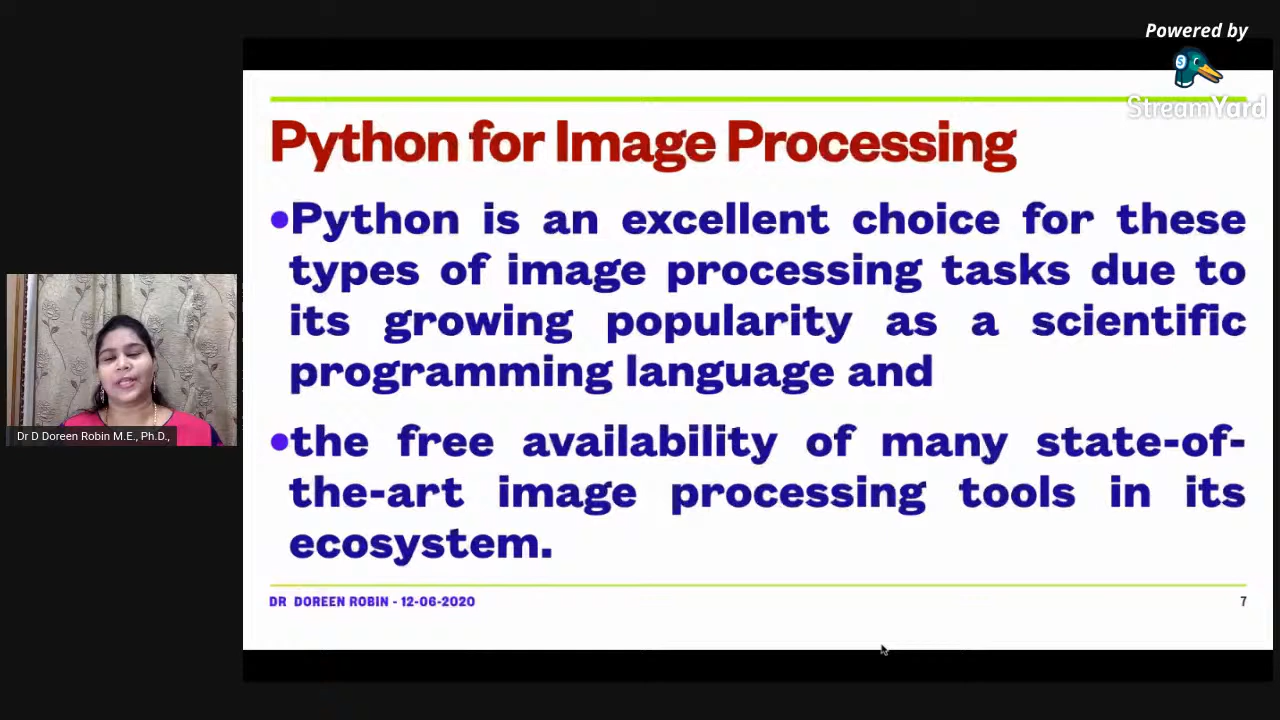 Powered by
StreamYard
Python for Image Processing
•Python is an excellent choice for these
types of image processing tasks due to
its growing popularity as a scientific
programming language and
•the free availability of many state-of-
the-art image processing tools in its
ecosystem.
DR DOREEN ROBIN - 12-06-2020
7
Dr D Doreen Robin M.E., Ph.D.,